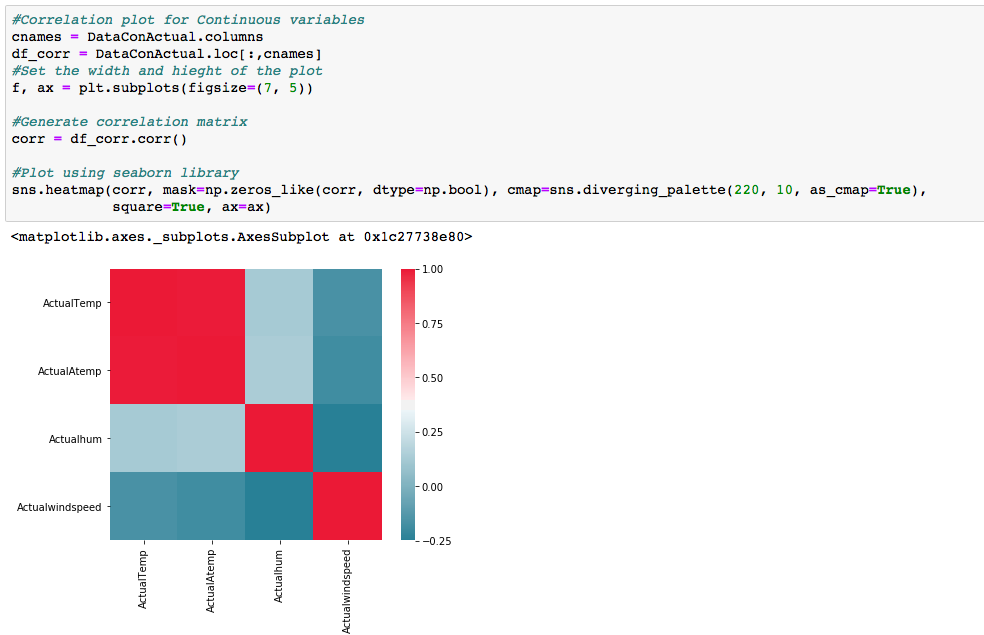 #Correlation plot for Continuous variables
cnames = DataConActual.columns
df_corr = DataConActual.loc[:,cnames]
#Set the width and hieght of the plot
f, ax = plt.subplots(figsize=(7, 5))
#Generate correlation matrix
corr = df_corr.corr()
#Plot using seaborn library
sns.heatmap(corr, mask=np.zeros_like(corr, dtype=np.bool), cmap=sns.diverging_palette(220, 10, as_cmap=True),
square=True, ax=ax)
<matplotlib.axes._subplots.AxesSubplot at 0x1c27738e80>
ActualTemp
ActualAtemp
Actualhum
Actualwindspeed
ActualTemp
ActualAtemp
Actualhum
Actualwindspeed
1.00
0.75
0.50
0.25
0.00
−0.25